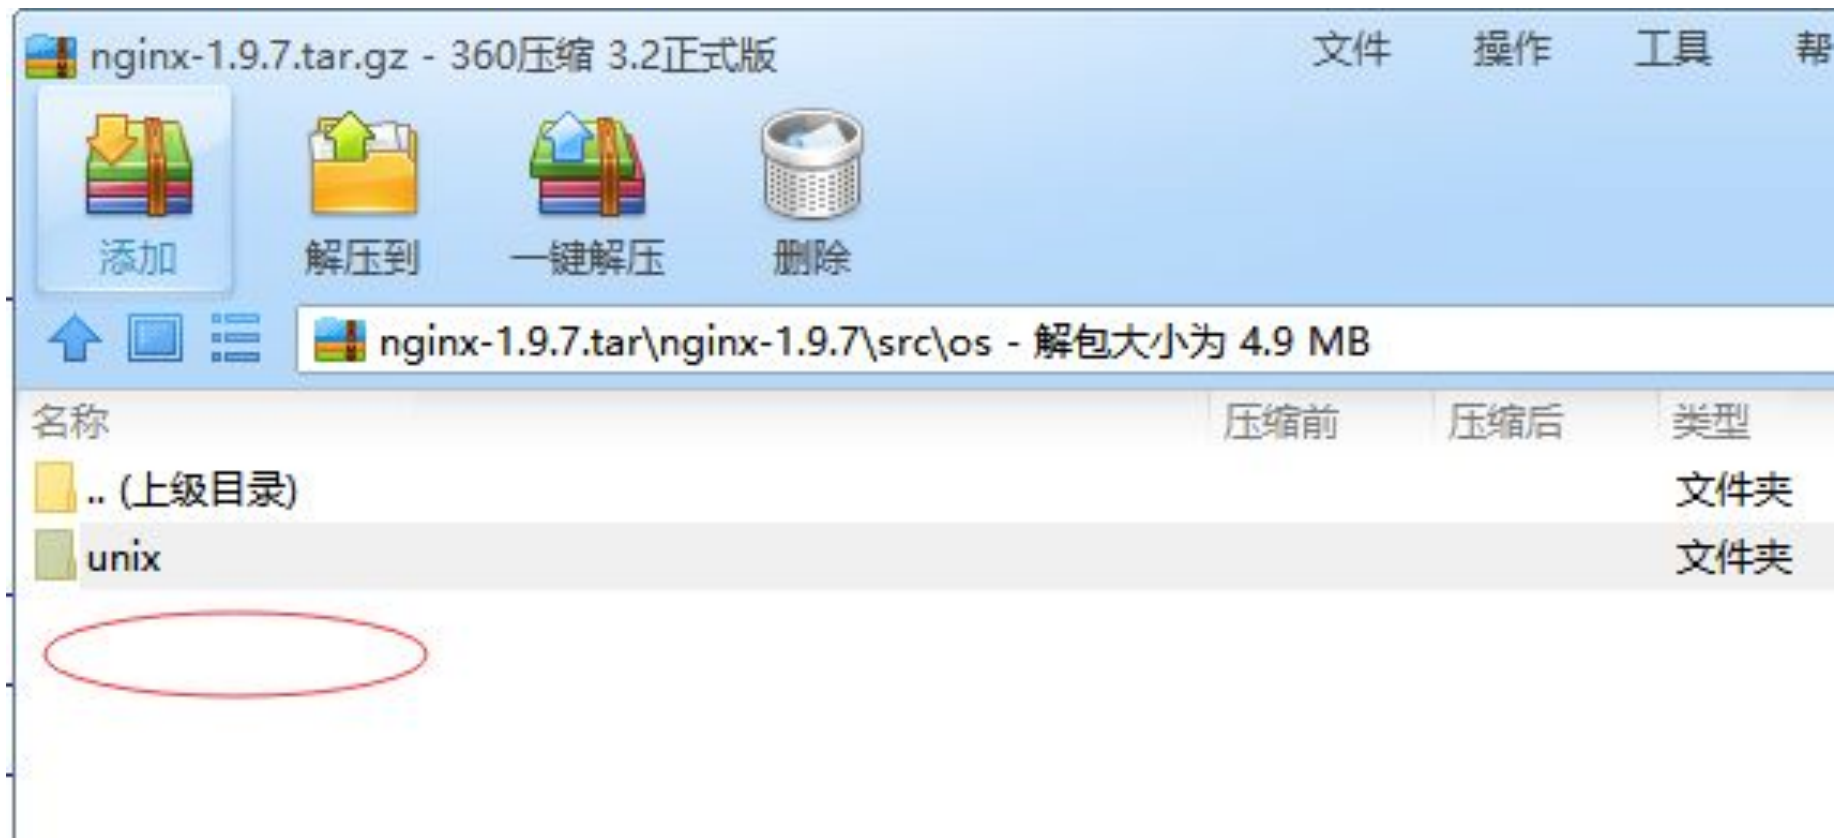 nginx-1.9.7.tar.gz - 360压缩 3.2正式版 文件 操作 工具 帮
添加 解压到 一键解压 删除
nginx-1.9.7.tar\nginx-1.9.7\src\os - 解包大小为 4.9 MB
名称 压缩前 压缩后 类型
.. (上级目录) 文件夹
unix 文件夹